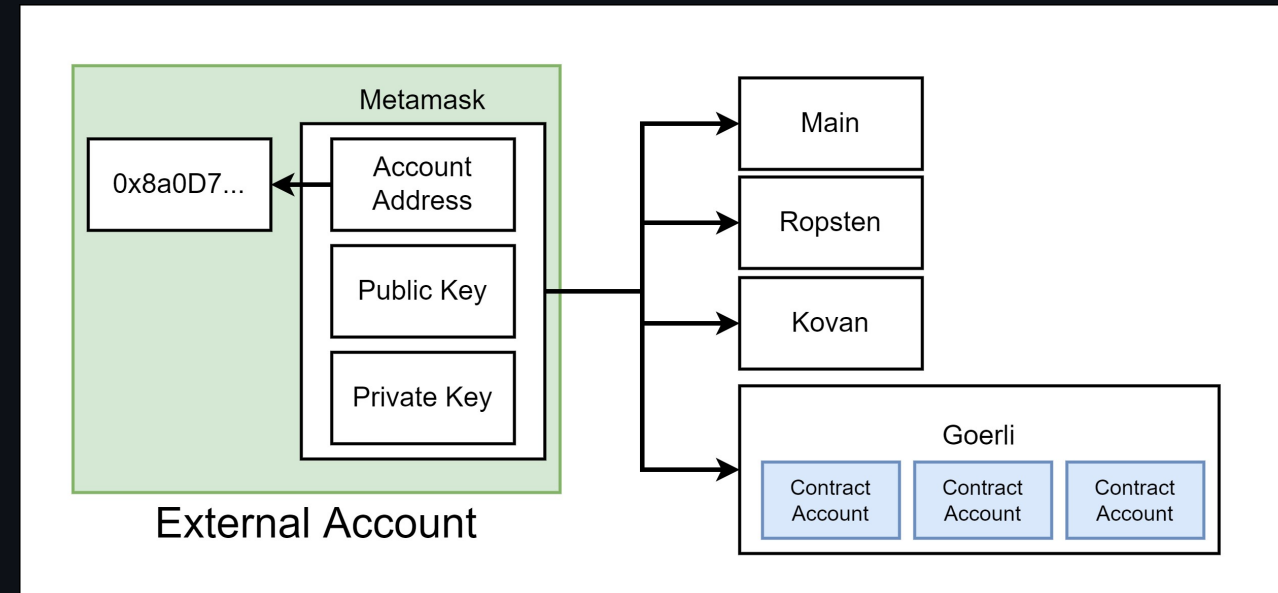 Metamask
0x8a0D7...
Account
Address
Public Key
Private Key
External Account
Main
Ropsten
Kovan
Goerli
Contract
Account
Contract
Account
Contract
Account